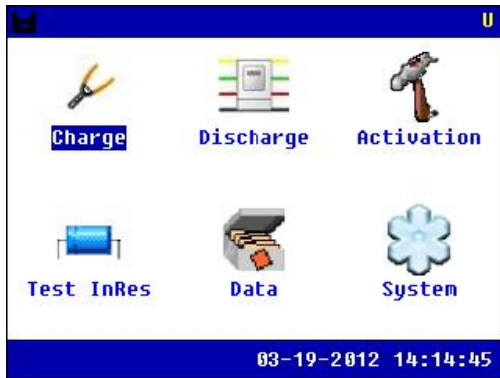 U
Charge Discharge Activation
Test InRes Data System
03-19-2012 14:14:45